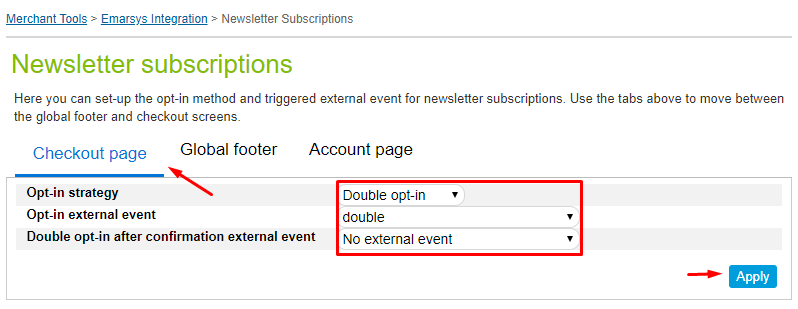 Merchant Tools > Emarsys Integration > Newsletter Subscriptions
Newsletter subscriptions
Here you can set-up the opt-in method and triggered external event for newsletter subscriptions. Use the tabs above to move between
the global footer and checkout screens.
Checkout page Global footer Account page
Opt-in strategy Double opt-in
Opt-in external event double
Double opt-in after confirmation external event No external event
Apply